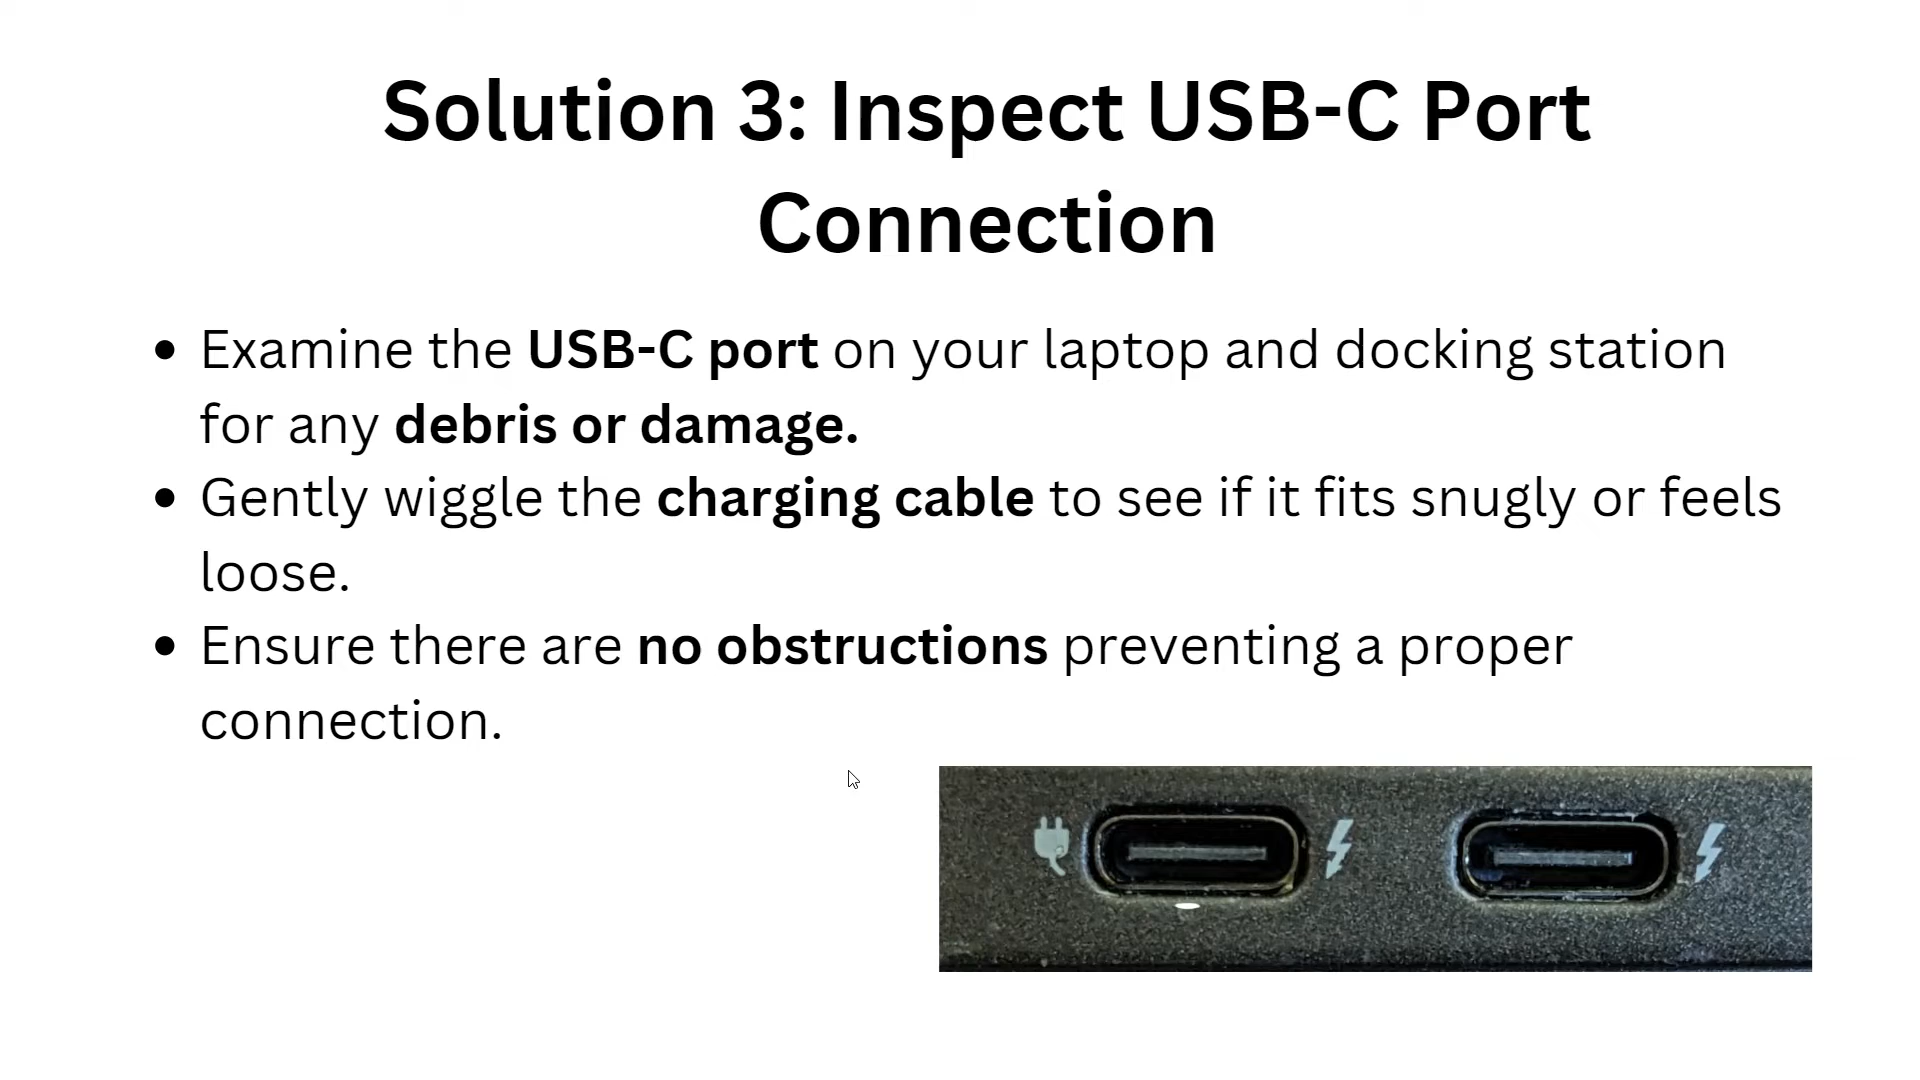 Solution 3: Inspect USB-C Port
Connection
• Examine the USB-C port on your laptop and docking station
for any debris or damage.
• Gently wiggle the charging cable to see if it fits snugly or feels
loose.
• Ensure there are no obstructions preventing a proper
connection.